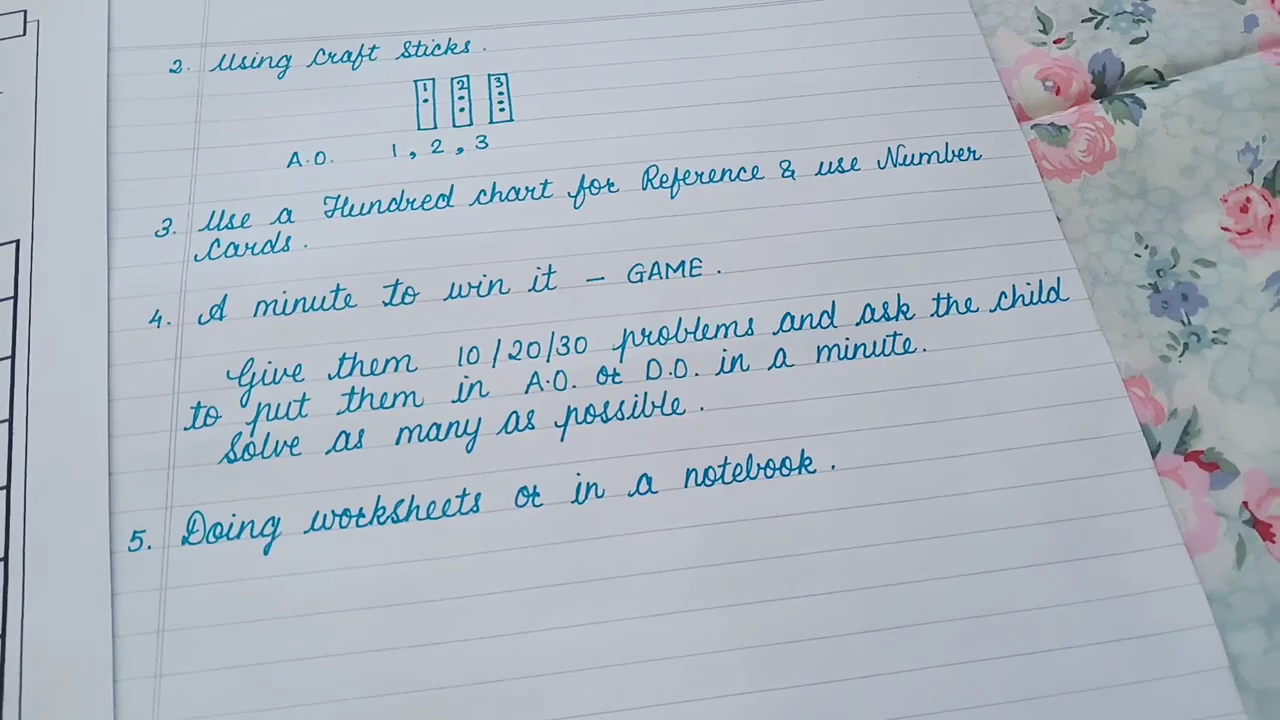 2. Using Craft Sticks.
1 2 3
A.O. 1, 2, 3
3. Use a Hundred chart for Reference & use Number
Cards.
4. A minute to win it - GAME.
Give them 10/20/30 problems and ask the child
to put them in A.O. or D.O. in a minute.
Solve as many as possible.
5. Doing worksheets or in a notebook.